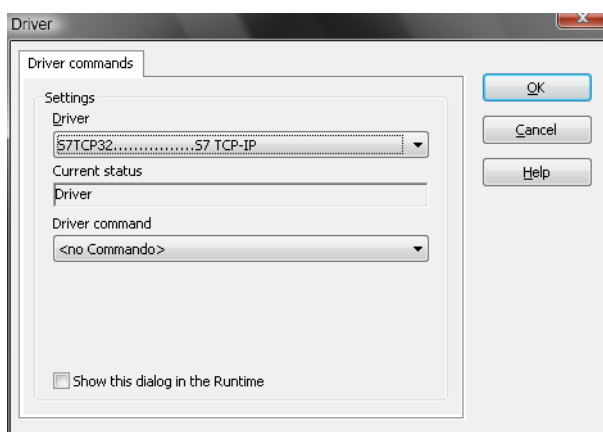 Driver
Driver commands
Settings
Driver
S7TCP32................S7 TCP-IP
Current status
Driver
Driver command
<no Commando>
Show this dialog in the Runtime
OK
Cancel
Help